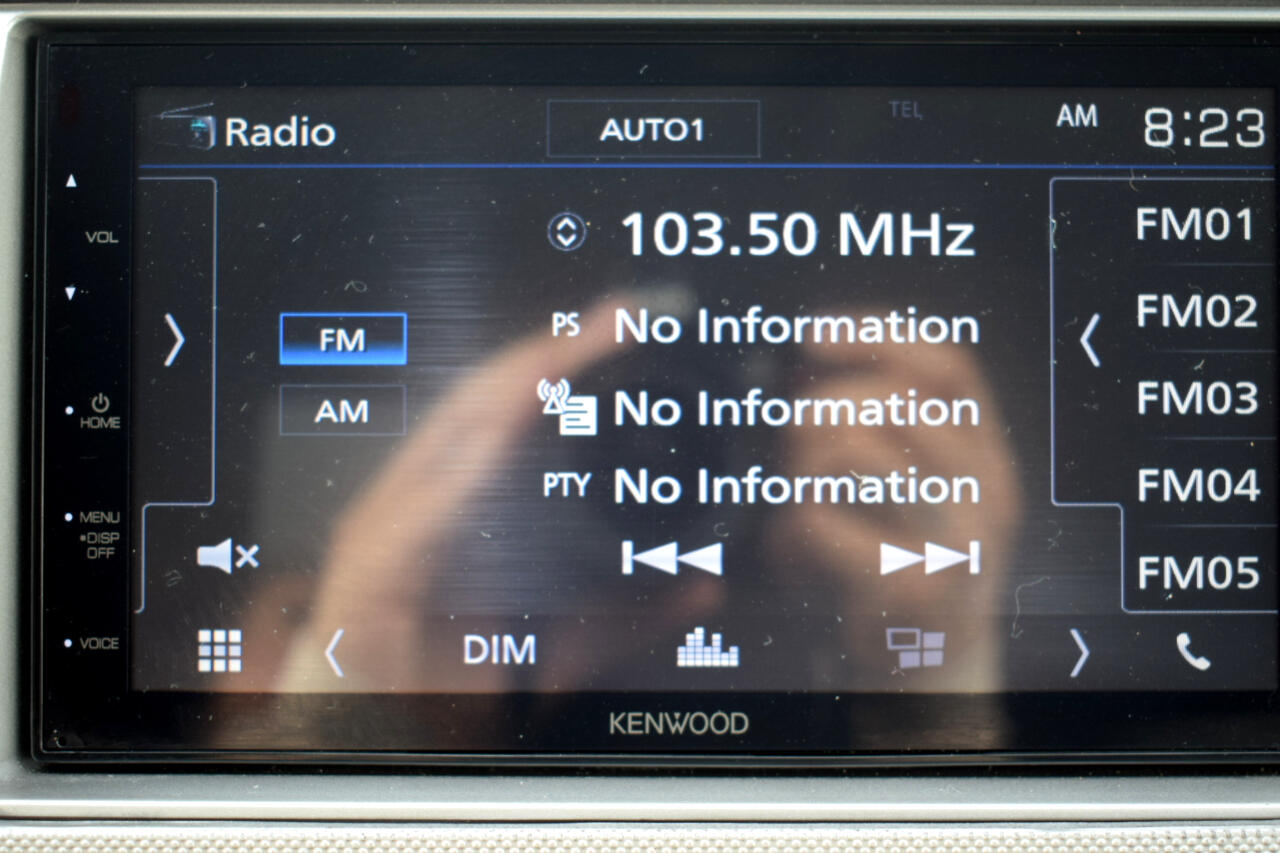 Radio
AUTO1
TEL
AM 8:23
VOL
103.50 MHz
FM
AM
PS No Information
No Information
PTY No Information
FM01
FM02
FM03
FM04
FM05
HOME
MENU
•DISP
OFF
VOICE
DIM
KENWOOD